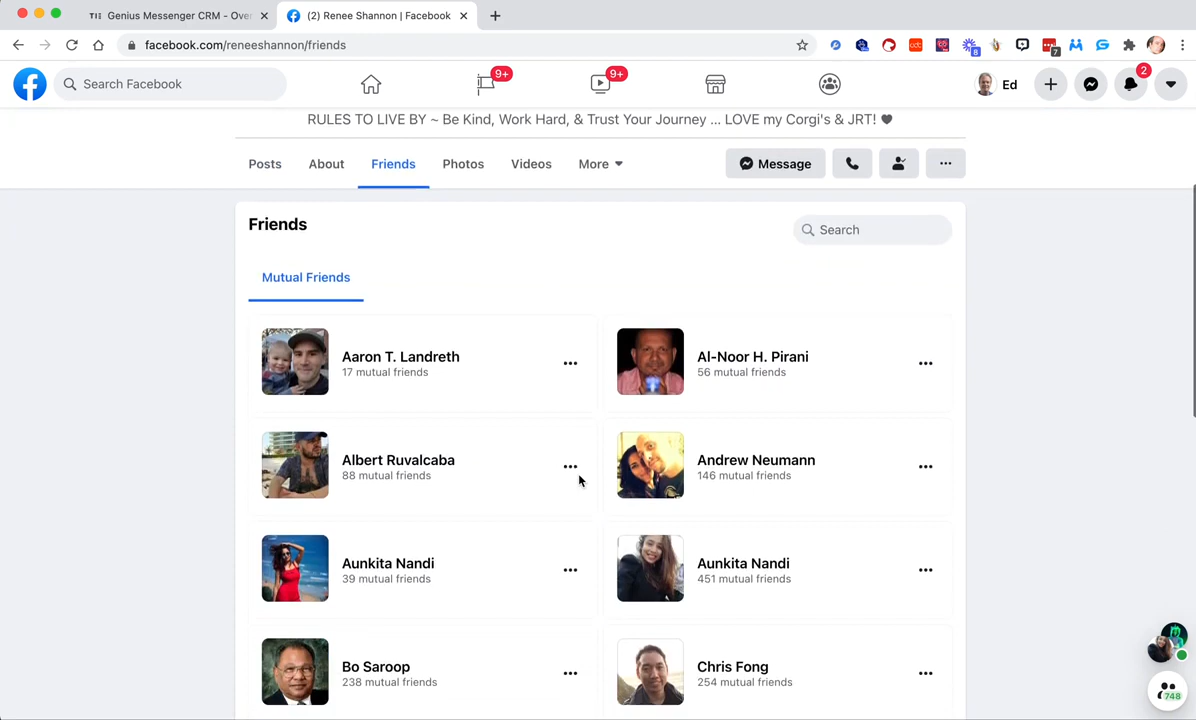 Genius Messenger CRM - Over
(2) Renee Shannon | Facebook
facebook.com/reneeshannon/friends
8
7
Search Facebook
9+
9+
Ed
2
RULES TO LIVE BY ~ Be Kind, Work Hard, & Trust Your Journey ... LOVE my Corgi's & JRT! 🖤
Posts
About
Friends
Photos
Videos
More
Message
Friends
Search
Mutual Friends
Aaron T. Landreth
17 mutual friends
Al-Noor H. Pirani
56 mutual friends
Albert Ruvalcaba
88 mutual friends
Andrew Neumann
146 mutual friends
Aunkita Nandi
39 mutual friends
Aunkita Nandi
451 mutual friends
Bo Saroop
238 mutual friends
Chris Fong
254 mutual friends
748